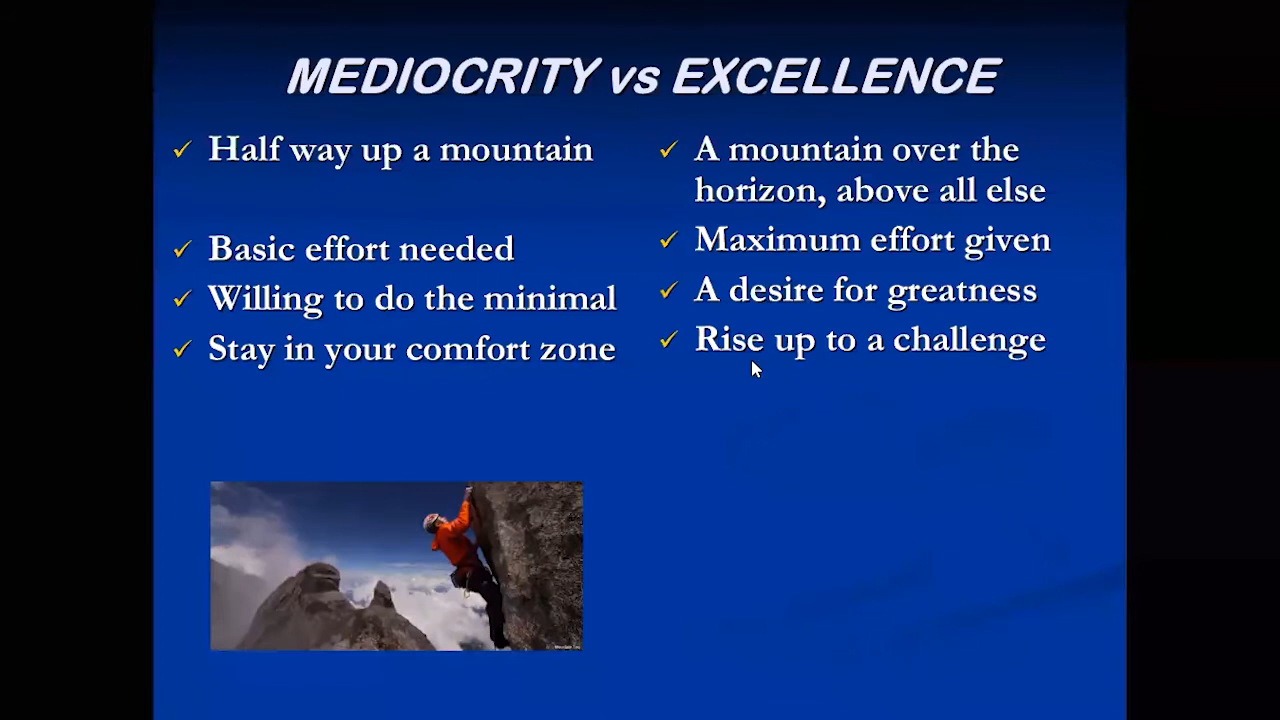 MEDIOCRITY vs EXCELLENCE
Half way up a mountain
Basic effort needed
Willing to do the minimal
Stay in your comfort zone
A mountain over the
horizon, above all else
Maximum effort given
A desire for greatness
Rise up to a challenge